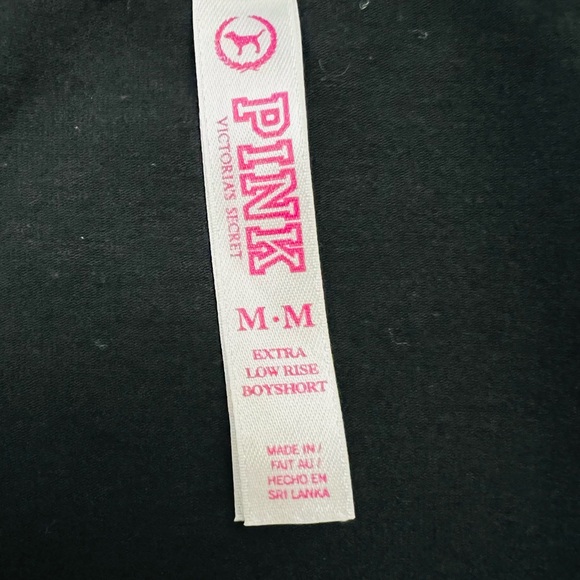 PINK
VICTORIA'S SECRET
M·M
EXTRA
LOW RISE
BOYSHORT
MADE IN /
FAIT AU /
HECHO EN
SRI LANKA